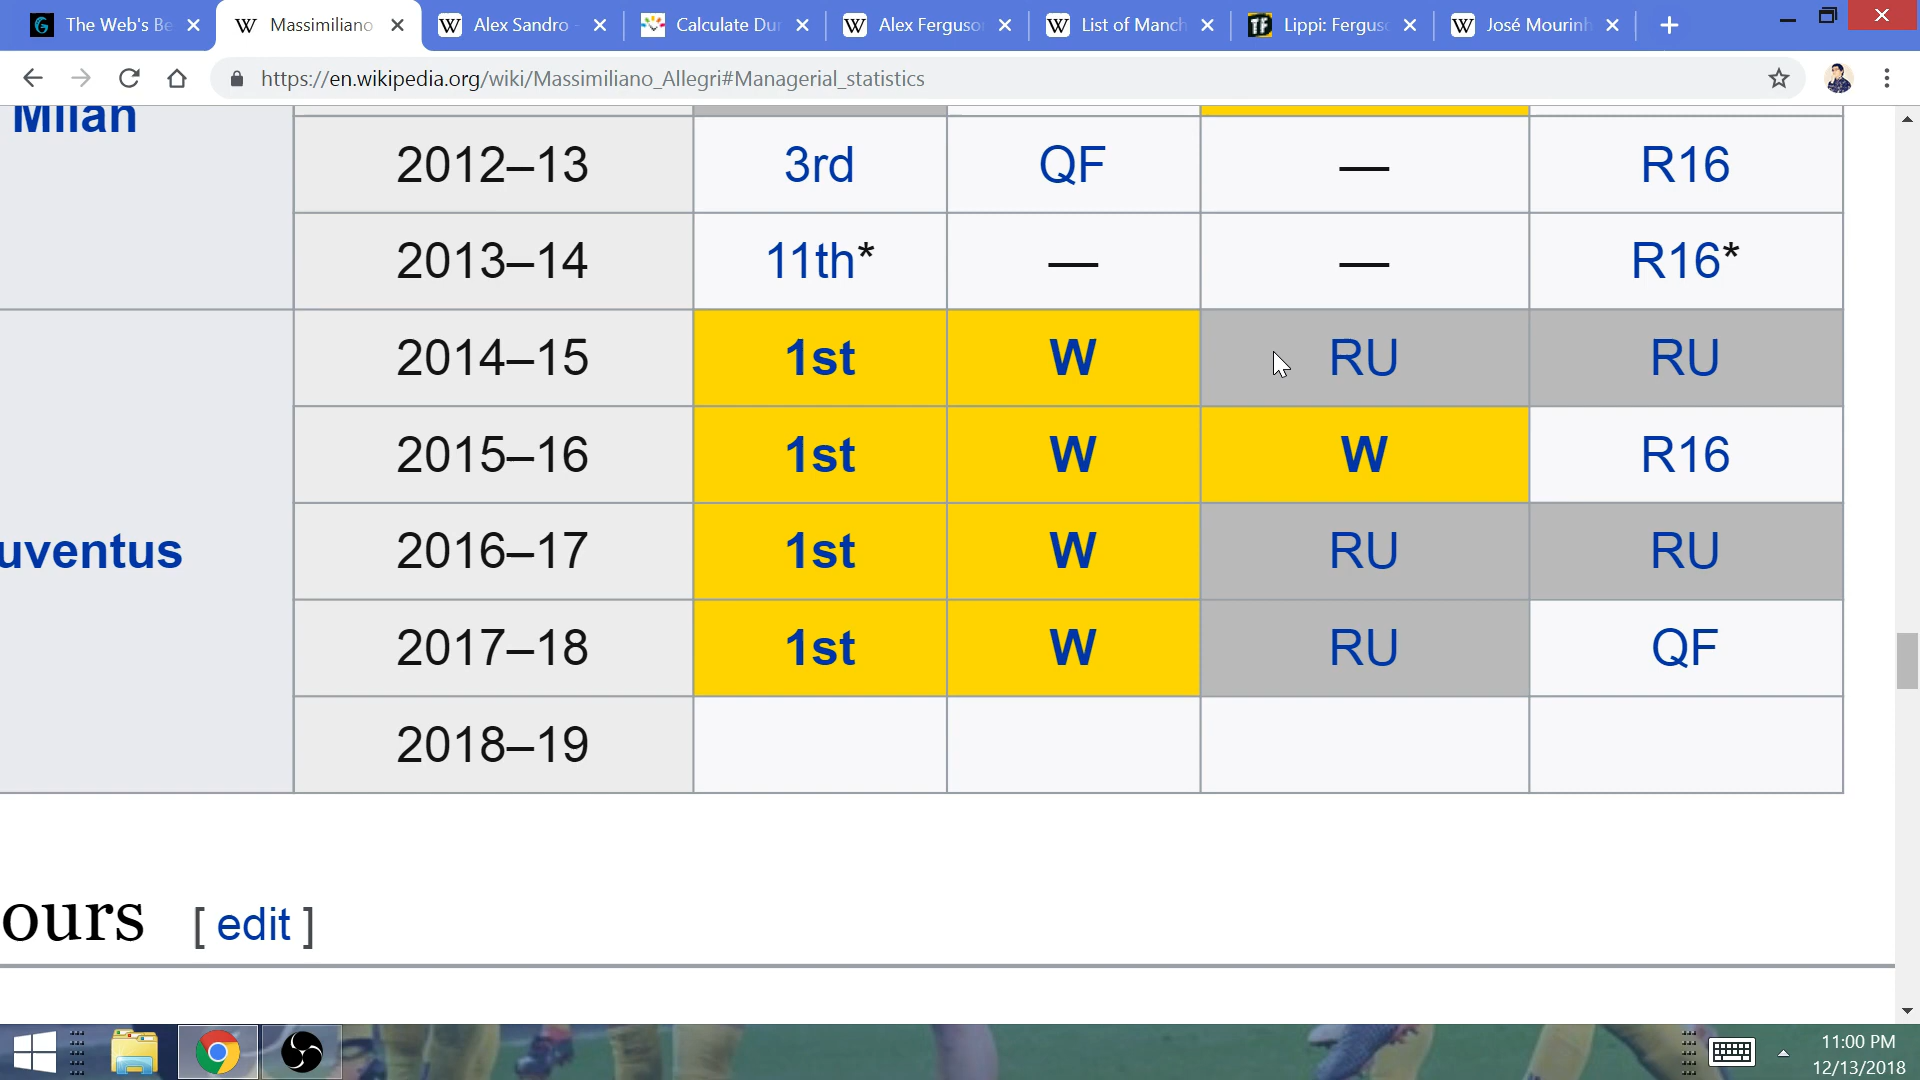 The Web's Be
Massimiliano
Alex Sandro -
Calculate Dur
Alex Ferguso
List of Manch
Lippi: Ferguso
José Mourinh
https://en.wikipedia.org/wiki/Massimiliano_Allegri#Managerial_statistics
Milan
2012–13 3rd QF — R16
2013–14 11th* — — R16*
uventus
2014–15 1st W RU RU
2015–16 1st W W R16
2016–17 1st W RU RU
2017–18 1st W RU QF
2018–19
ours [ edit ]
11:00 PM
12/13/2018